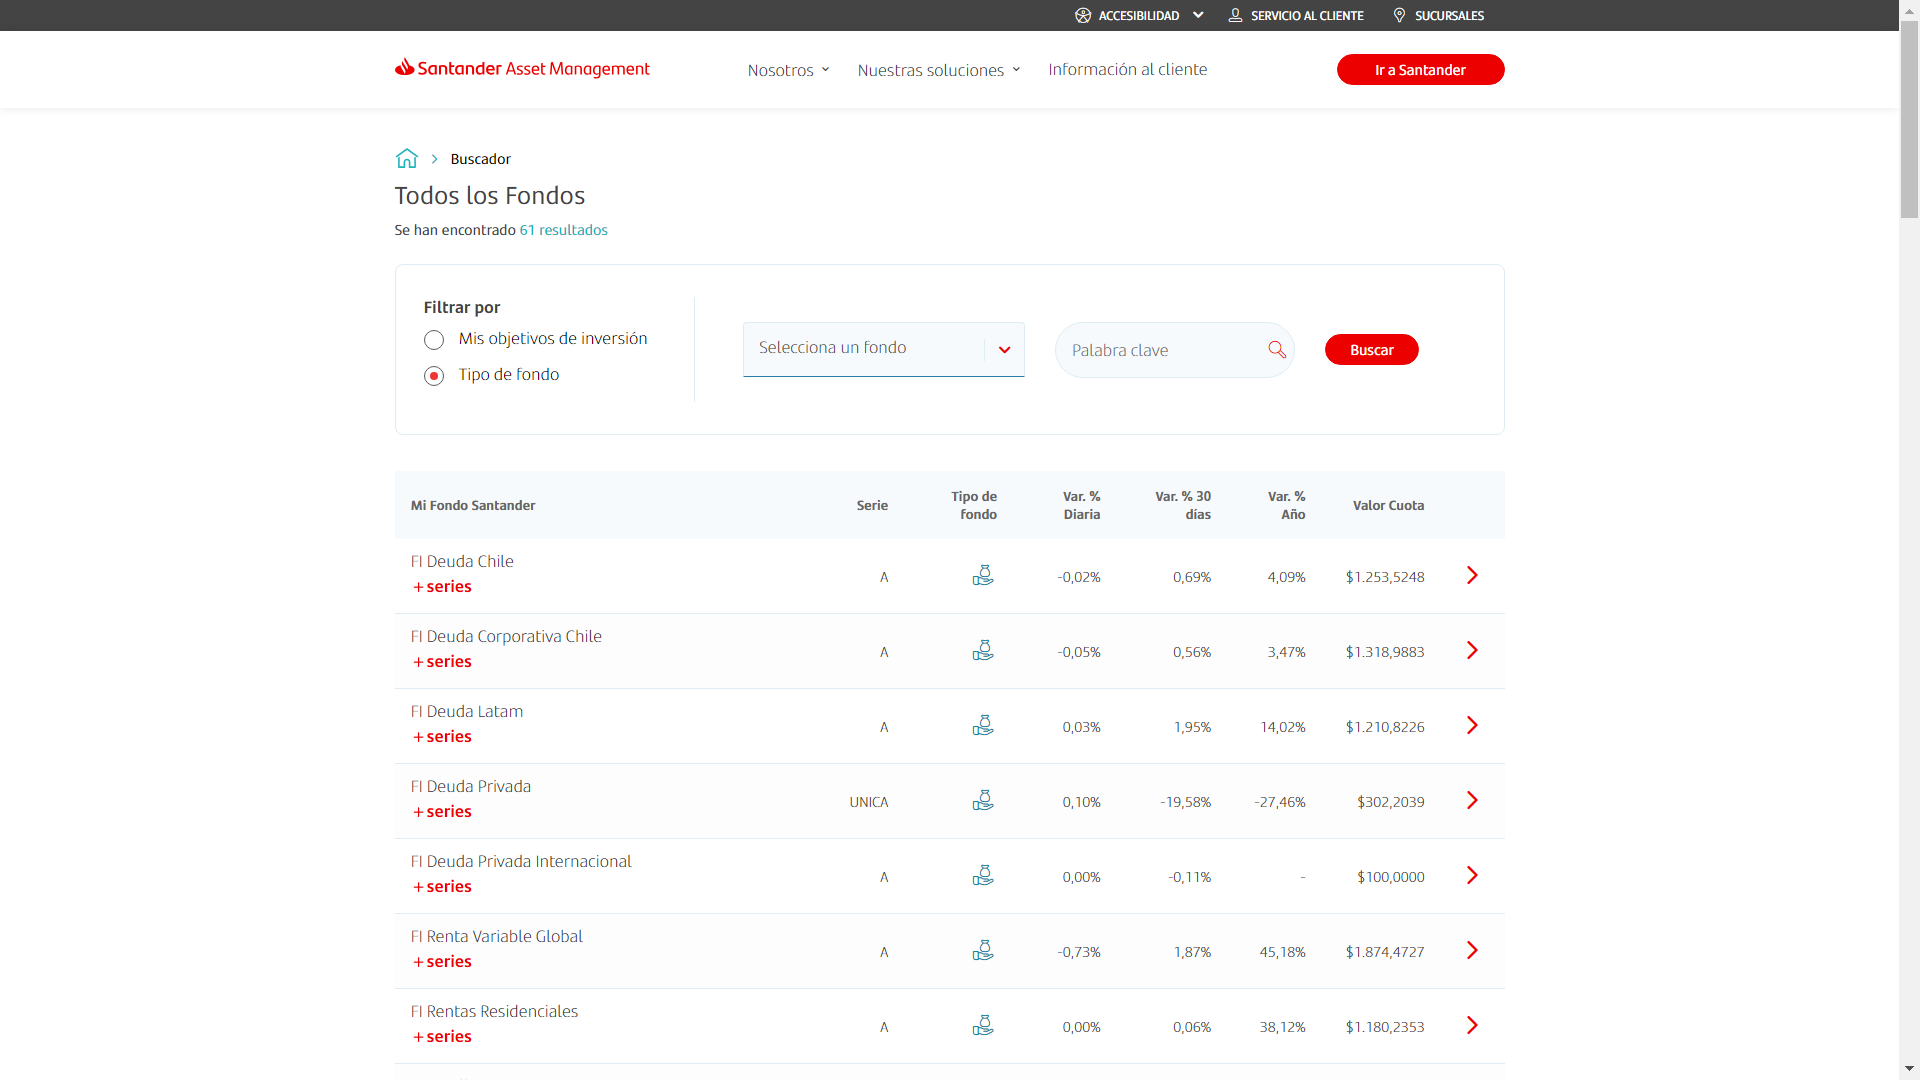 ACCESIBILIDAD SERVICIO AL CLIENTE SUCURSALES
Santander Asset Management Nosotros Nuestras soluciones Información al cliente Ir a Santander
Buscador
Todos los Fondos
Se han encontrado 61 resultados
Filtrar por
Mis objetivos de inversión
Tipo de fondo
Selecciona un fondo Palabra clave Buscar
Mi Fondo Santander Serie Tipo de fondo Var. % Diaria Var. % 30 días Var. % Año Valor Cuota
FI Deuda Chile
+ series A -0,02% 0,69% 4,09% $1.253,5248
FI Deuda Corporativa Chile
+ series A -0,05% 0,56% 3,47% $1.318,9883
FI Deuda Latam
+ series A 0,03% 1,95% 14,02% $1.210,8226
FI Deuda Privada
+ series UNICA 0,10% -19,58% -27,46% $302,2039
FI Deuda Privada Internacional
+ series A 0,00% -0,11% - $100,0000
FI Renta Variable Global
+ series A -0,73% 1,87% 45,18% $1.874,4727
FI Rentas Residenciales
+ series A 0,00% 0,06% 38,12% $1.180,2353